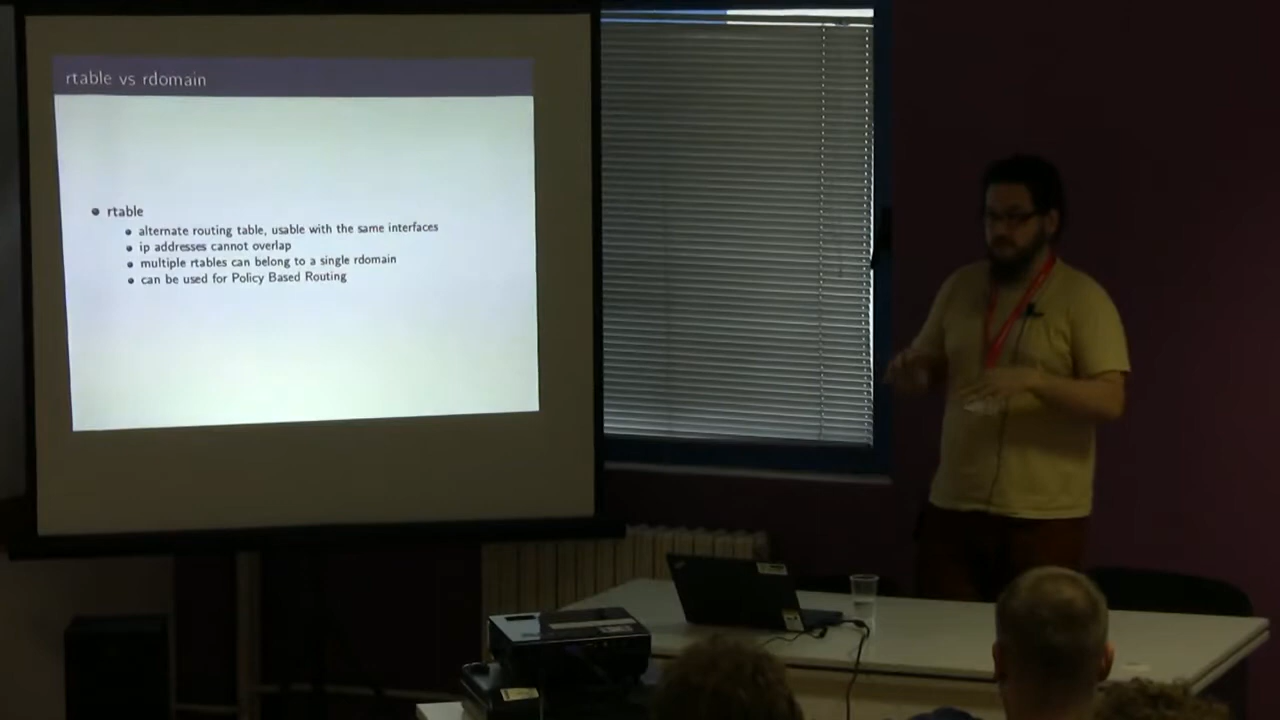 rtable vs rdomain
rtable
alternate routing table, usable with the same interfaces
ip addresses cannot overlap
multiple rtables can belong to a single rdomain
can be used for Policy Based Routing